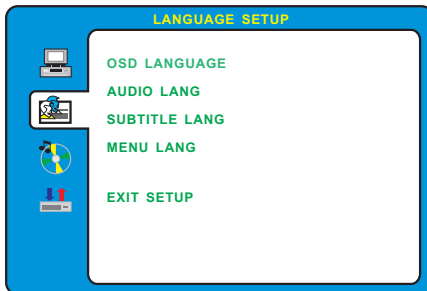 LANGUAGE SETUP
OSD LANGUAGE
AUDIO LANG
SUBTITLE LANG
MENU LANG
EXIT SETUP